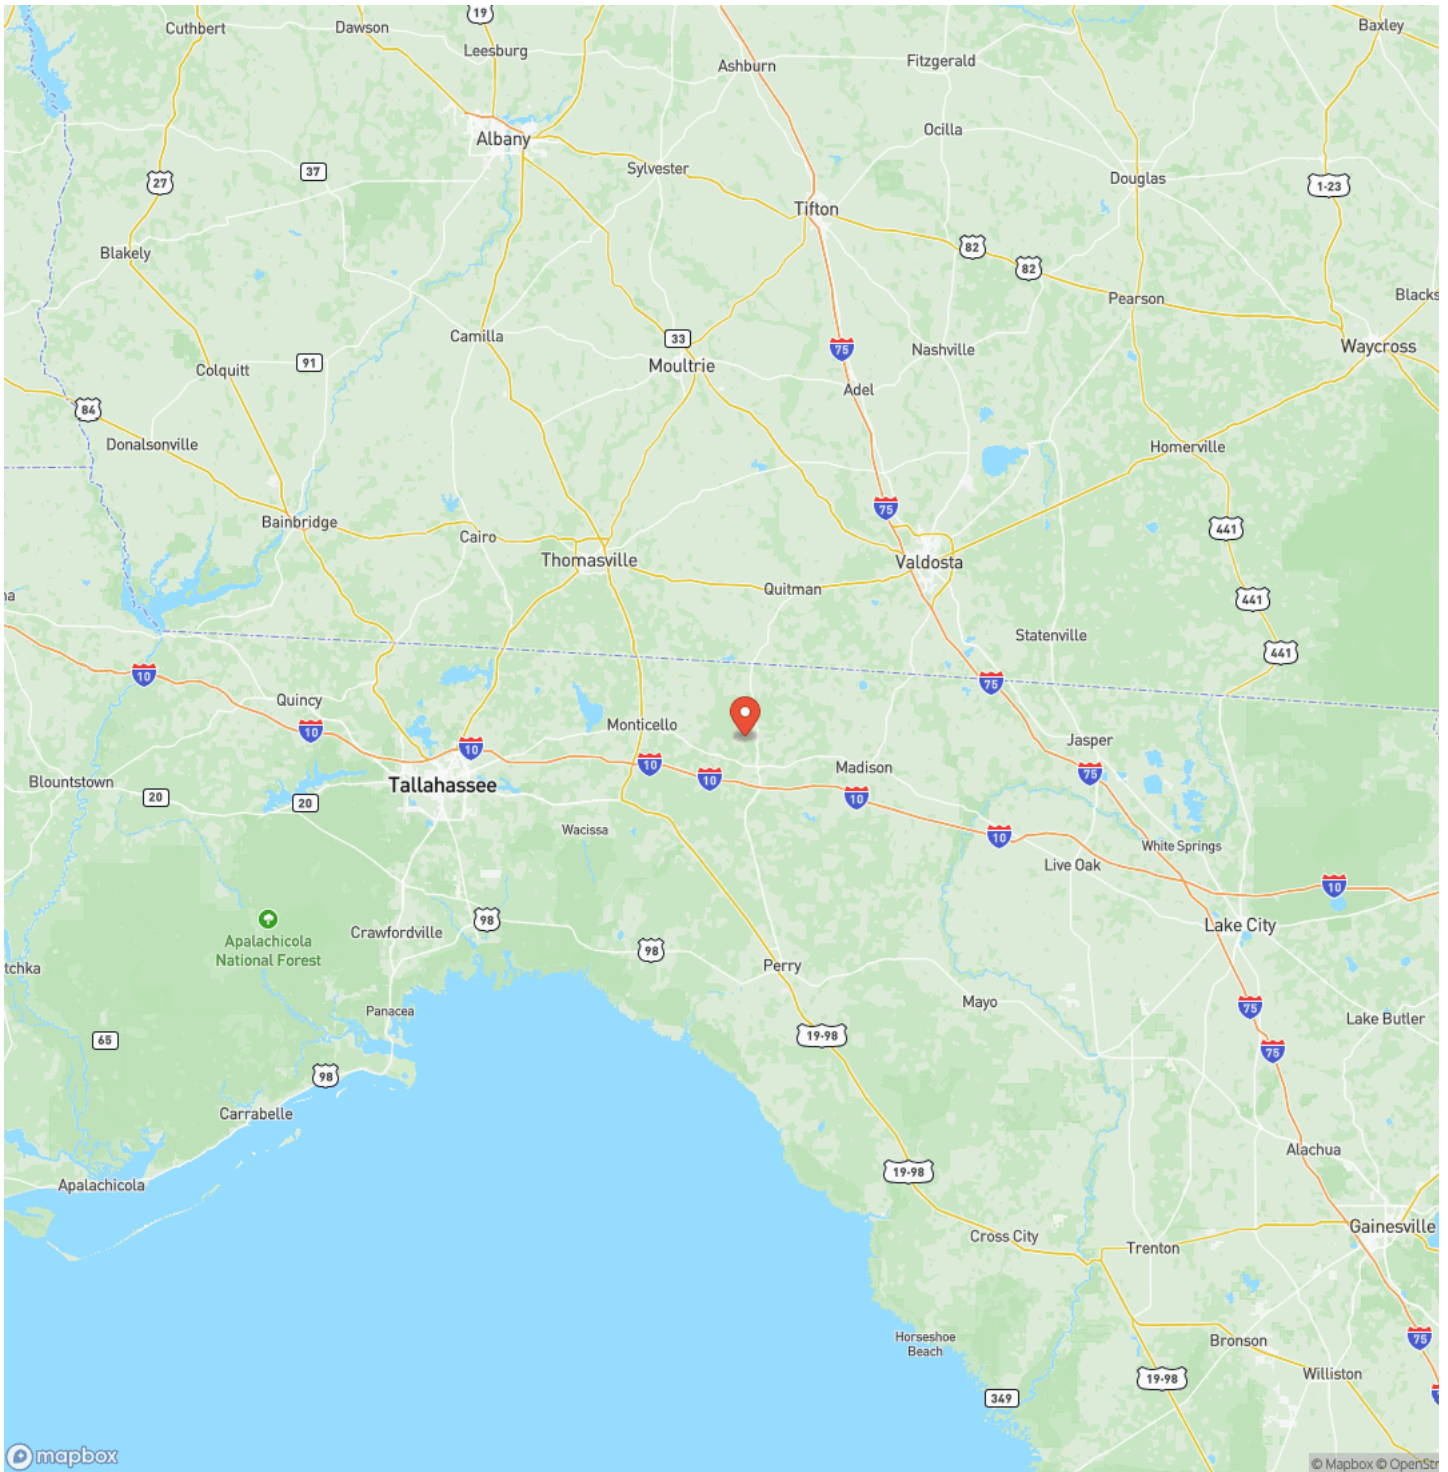 19
Cuthbert
Dawson
Baxley
Leesburg
Ashburn
Fitzgerald
Albany
Ocilla
Sylvester
37
Douglas
27
1-23
Tifton
Blakely
82
82
Pearson
Blacks
Camilla
33
Moultrie
75
Nashville
Waycross
91
Colquitt
Adel
84
Donalsonville
Homerville
75
Bainbridge
441
Cairo
Thomasville
Valdosta
Quitman
na
441
Statenville
441
10
75
Quincy
10
Monticello
10
Jasper
10
10
Madison
75
Blountstown
Tallahassee
20
20
10
Wacissa
10
White Springs
Live Oak
10
98
Lake City
Crawfordville
Apalachicola
National Forest
98
tchka
Perry
Mayo
75
Panacea
Lake Butler
65
19-98
75
98
Carrabelle
Alachua
19-98
Apalachicola
Gainesville
Cross City
Trenton
Horseshoe
Beach
Bronson
75
Williston
19-98
349
mapbox
© Mapbox © OpenStr